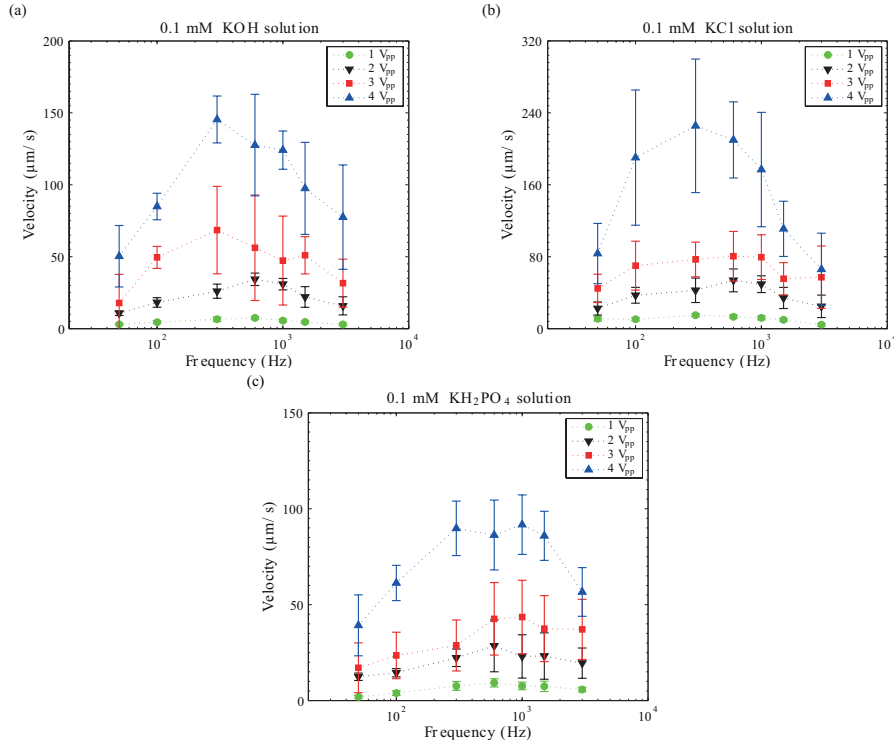 (a)
0.1 mM KOH solution
200
150
100
50
0
Velocity (µm/ s)
10²
10³
10⁴
Frequency (Hz)
1 Vpp
2 Vpp
3 Vpp
4 Vpp
(b)
0.1 mM KCl solution
320
240
160
80
0
Velocity (µm/ s)
10²
10³
10⁴
Frequency (Hz)
1 Vpp
2 Vpp
3 Vpp
4 Vpp
(c)
0.1 mM KH₂PO₄ solution
150
100
50
0
Velocity (µm/ s)
10²
10³
10⁴
Frequency (Hz)
1 Vpp
2 Vpp
3 Vpp
4 Vpp